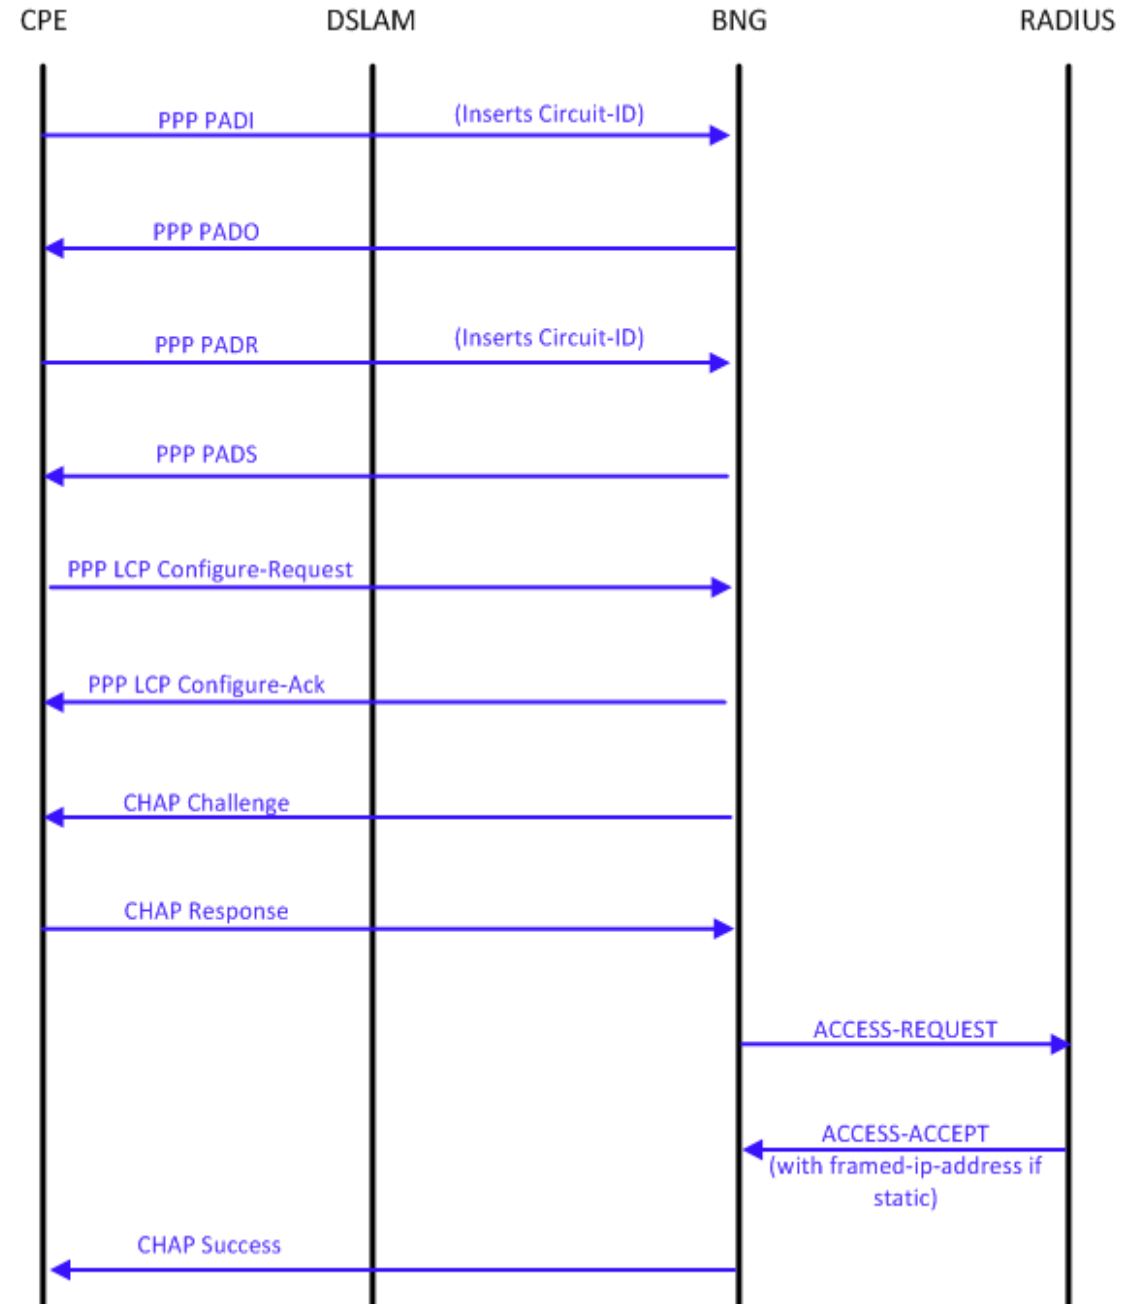 CPE DSLAM BNG RADIUS
PPP PADI (Inserts Circuit-ID)
PPP PADO
PPP PADR (Inserts Circuit-ID)
PPP PADS
PPP LCP Configure-Request
PPP LCP Configure-Ack
CHAP Challenge
CHAP Response
ACCESS-REQUEST
ACCESS-ACCEPT
(with framed-ip-address if
static)
CHAP Success